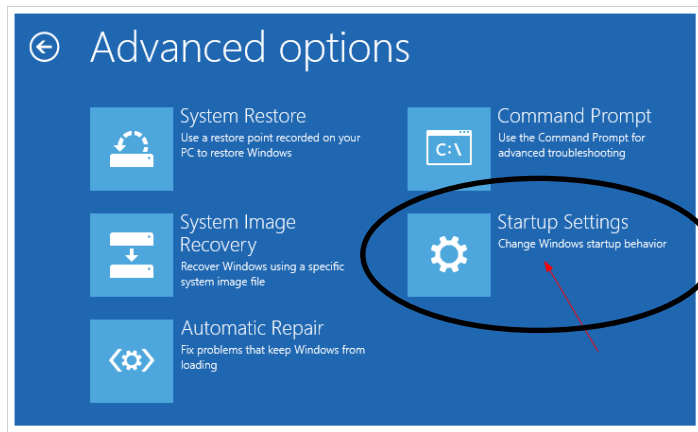 Advanced options
System Restore
Use a restore point recorded on your
PC to restore Windows
Command Prompt
Use the Command Prompt for
advanced troubleshooting
C:\
System Image
Recovery
Recover Windows using a specific
system image file
Startup Settings
Change Windows startup behavior
Automatic Repair
Fix problems that keep Windows from
loading